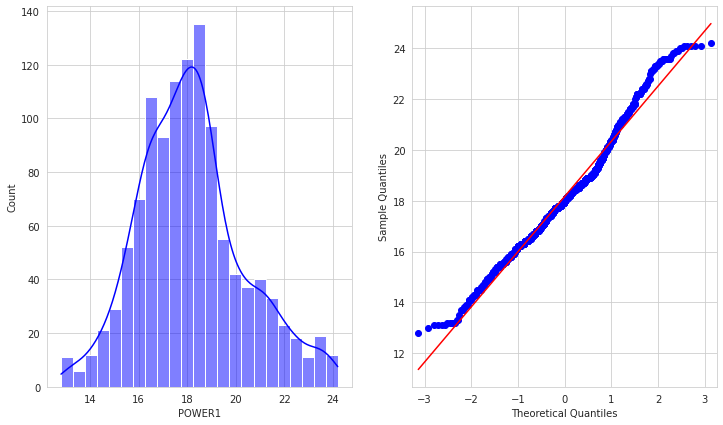 140
120
100
80
60
40
20
0
Count
14 16 18 20 22 24
POWER1
24
22
20
18
16
14
12
Sample Quantiles
−3 −2 −1 0 1 2 3
Theoretical Quantiles